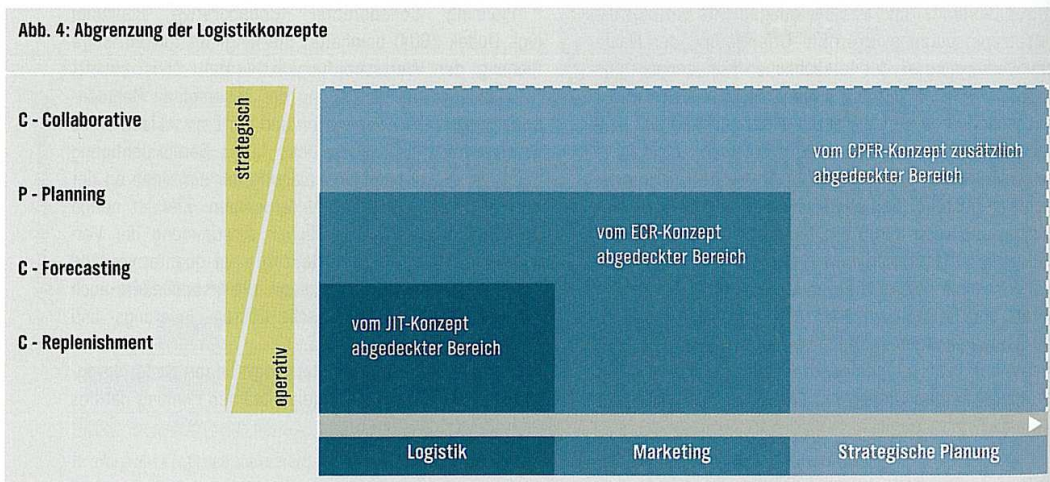 Abb. 4: Abgrenzung der Logistikkonzepte
C - Collaborative
P - Planning
C - Forecasting
C - Replenishment
strategisch
operativ
vom CPFR-Konzept zusätzlich
abgedeckter Bereich
vom ECR-Konzept
abgedeckter Bereich
vom JIT-Konzept
abgedeckter Bereich
Logistik
Marketing
Strategische Planung